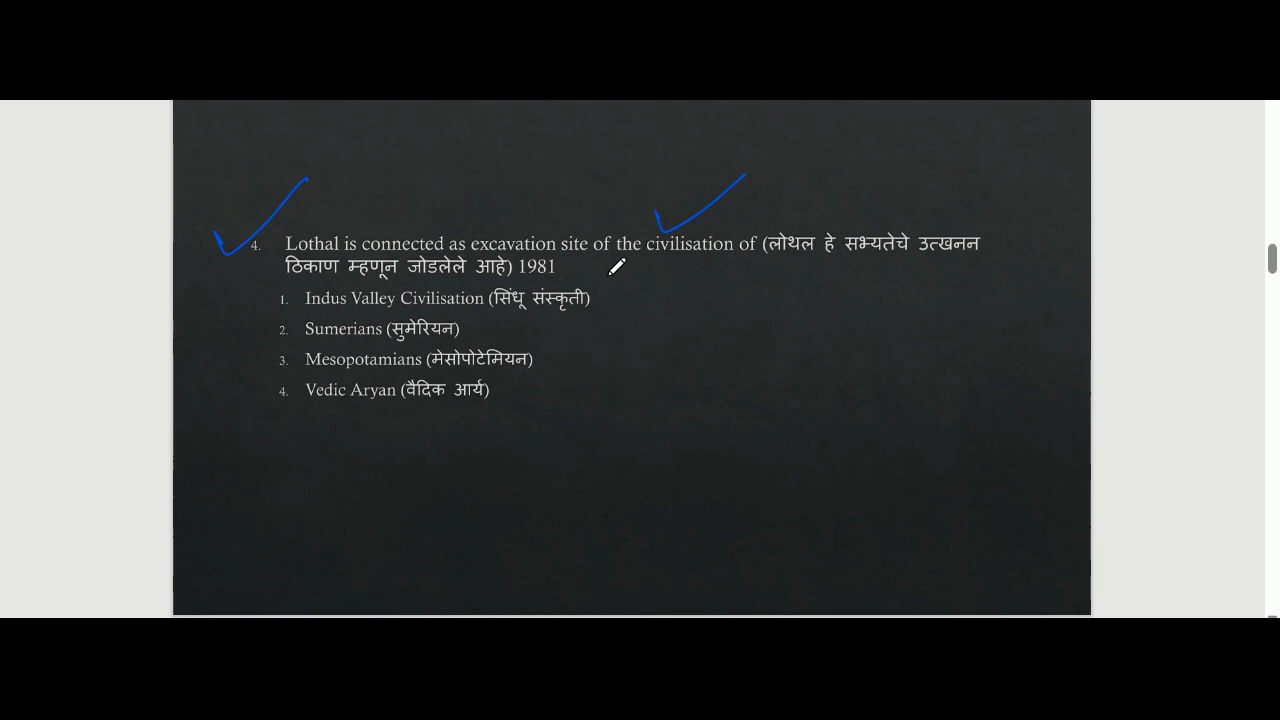 4. Lothal is connected as excavation site of the civilisation of (लोथल हे सभ्यतेचे उत्खनन
ठिकाण म्हणून जोडलेले आहे) 1981
1. Indus Valley Civilisation (सिंधू संस्कृती)
2. Sumerians (सुमेरियन)
3. Mesopotamians (मेसोपोटेमियन)
4. Vedic Aryan (वैदिक आर्य)